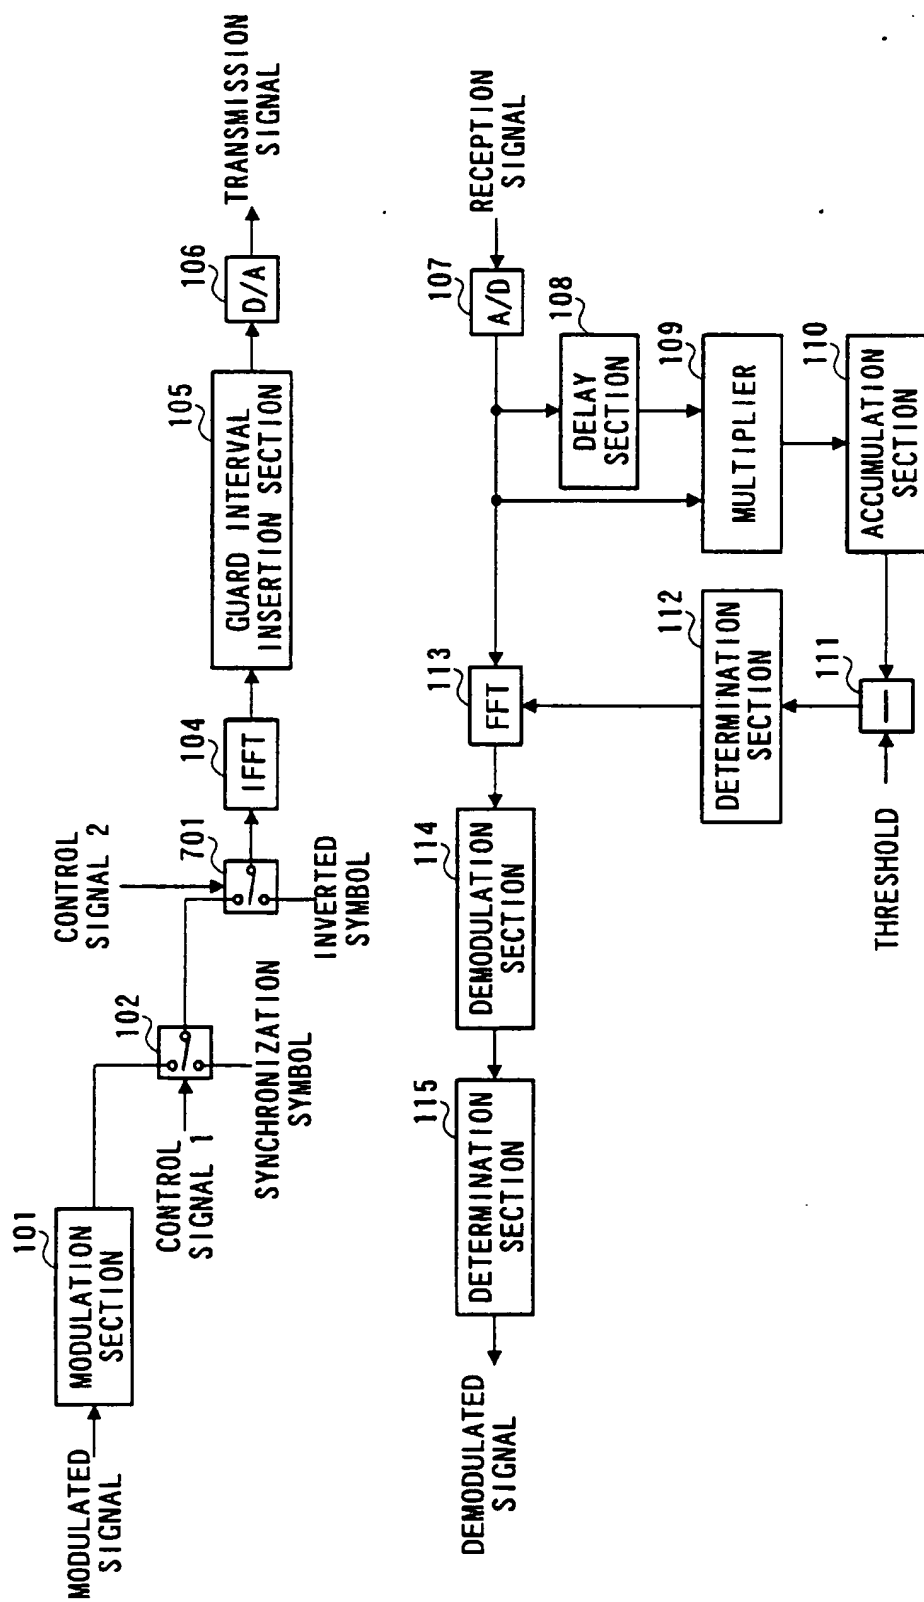 MODULATED
SIGNAL
101
MODULATION
SECTION
CONTROL
SIGNAL 1
102
SYNCHRONIZATION
SYMBOL
CONTROL
SIGNAL 2
701
INVERTED
SYMBOL
104
IFFT
105
GUARD INTERVAL
INSERTION SECTION
106
D/A
TRANSMISSION
SIGNAL
DEMODULATED
SIGNAL
115
DETERMINATION
SECTION
114
DEMODULATION
SECTION
113
FFT
107
A/D
RECEPTION
SIGNAL
108
DELAY
SECTION
109
MULTIPLIER
112
DETERMINATION
SECTION
110
ACCUMULATION
SECTION
111
—
THRESHOLD